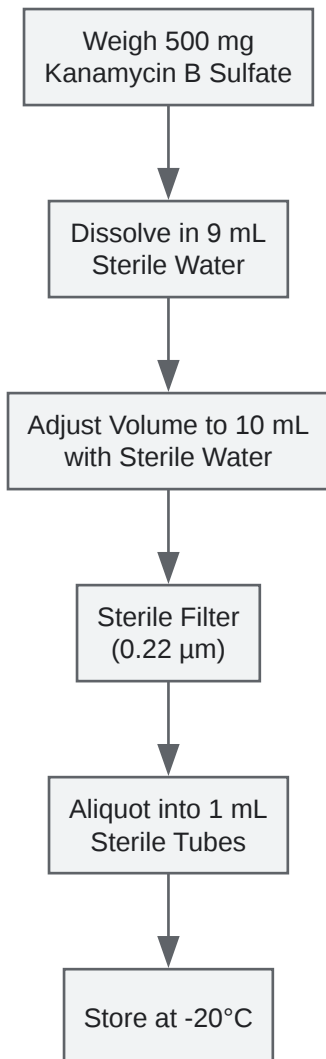 Weigh 500 mg
Kanamycin B Sulfate
Dissolve in 9 mL
Sterile Water
Adjust Volume to 10 mL
with Sterile Water
Sterile Filter
(0.22 µm)
Aliquot into 1 mL
Sterile Tubes
Store at -20°C